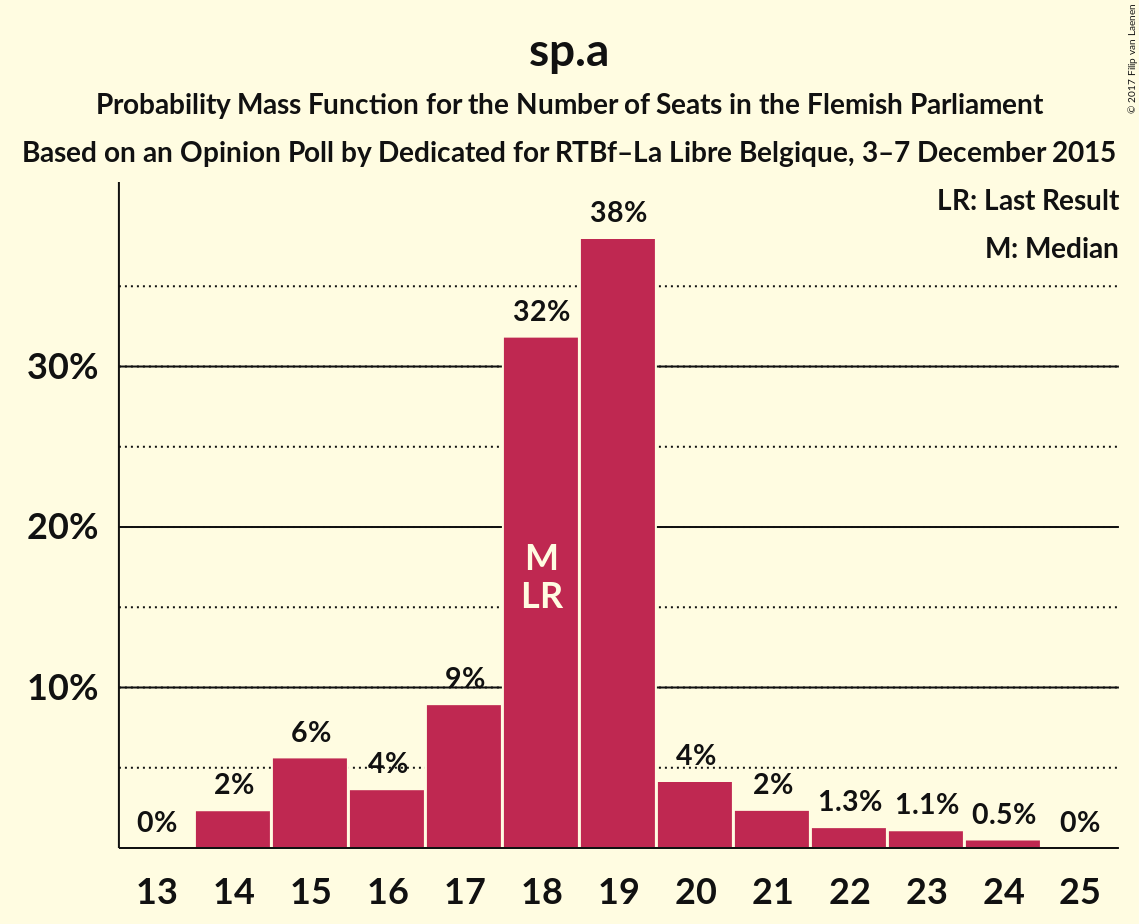 sp.a
Probability Mass Function for the Number of Seats in the Flemish Parliament
Based on an Opinion Poll by Dedicated for RTBf–La Libre Belgique, 3–7 December 2015
© 2017 Filip van Laenen
LR: Last Result
M: Median
38%
32%
30%
20%
M
LR
10%
9%
6%
4%
4%
2%
2%
1.3%
1.1%
0.5%
0%
0%
13 14 15 16 17 18 19 20 21 22 23 24 25